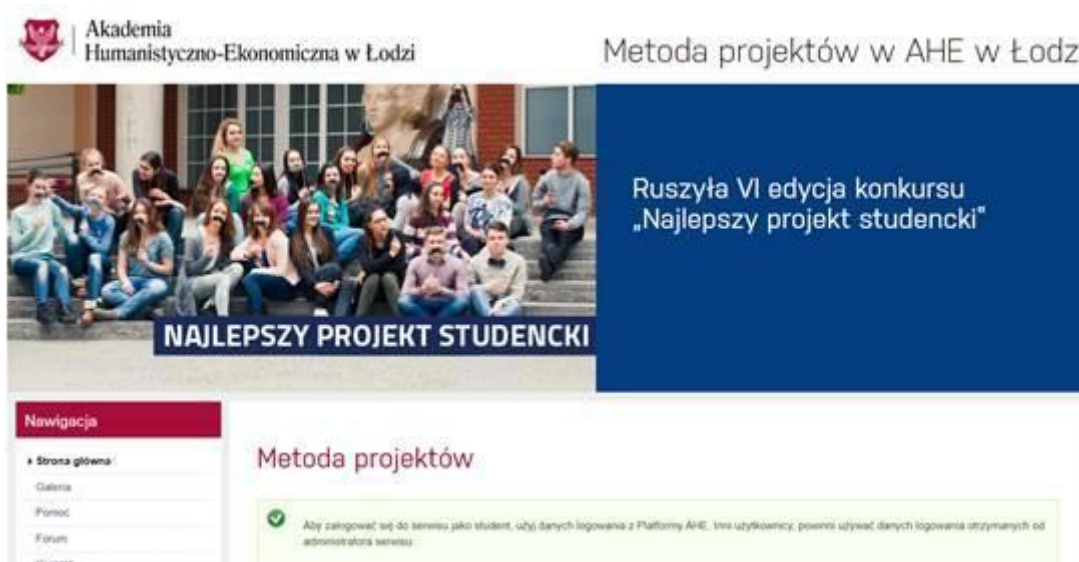 Akademia
Humanistyczno-Ekonomiczna w Łodzi
Metoda projektów w AHE w Łodz
Ruszyła VI edycja konkursu
„Najlepszy projekt studencki"
NAJLEPSZY PROJEKT STUDENCKI
Nawigacja
Strona główna
Galeria
Pomoc
Forum
Metoda projektów
Aby zalogować się do serwisu jako student, użyj danych logowania z Platformy AHE. Inni użytkownicy, powinni używać danych logowania otrzymanych od
administratora serwisu.